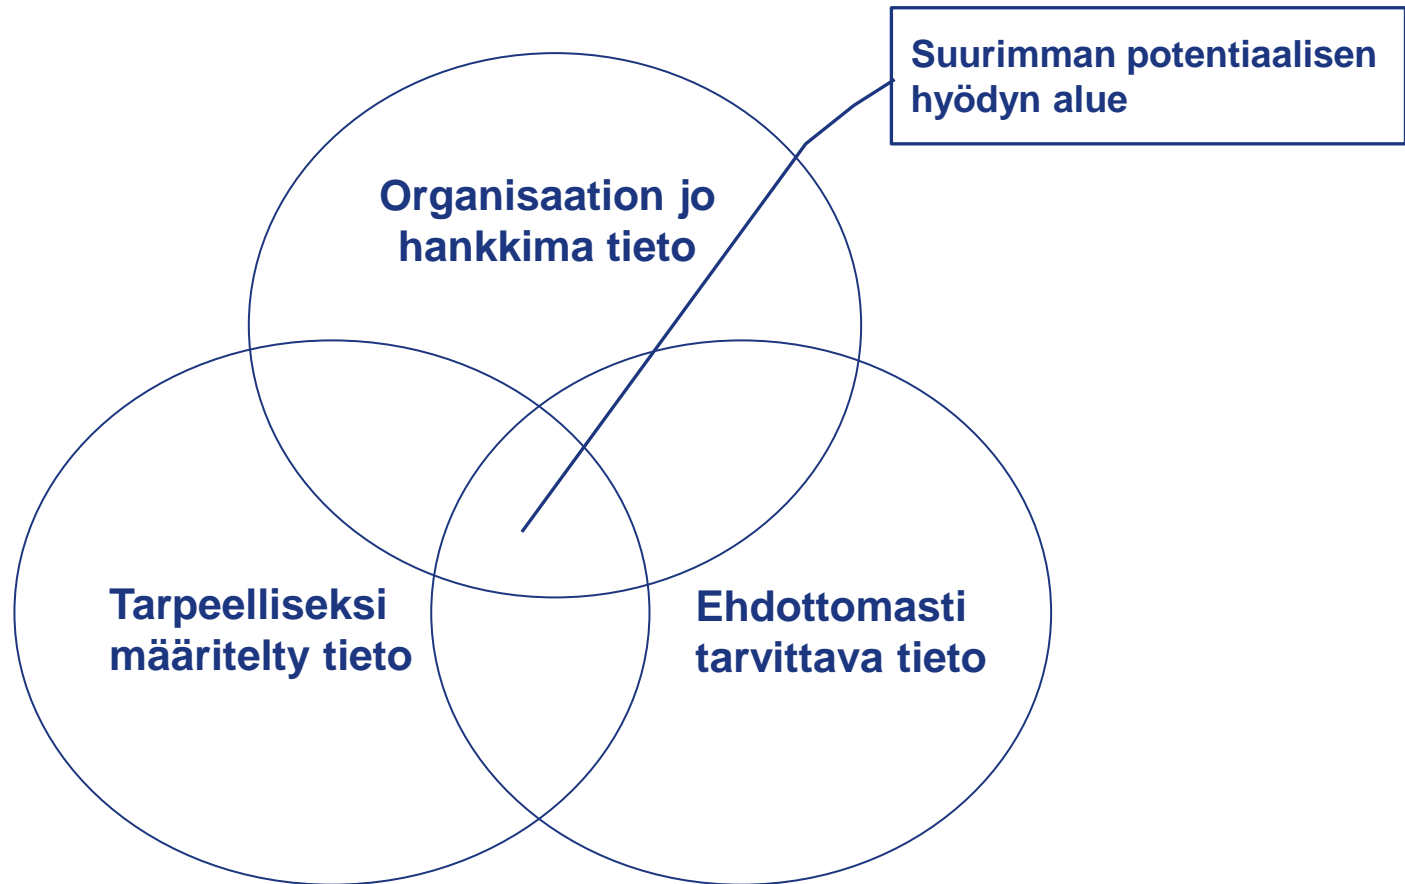 Suurimman potentiaalisen
hyödyn alue
Organisaation jo
hankkima tieto
Tarpeelliseksi
määritelty tieto
Ehdottomasti
tarvittava tieto